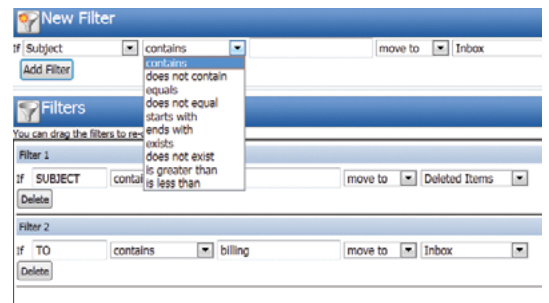 New Filter
If Subject contains move to Inbox
contains
does not contain
equals
does not equal
starts with
ends with
exists
does not exist
is greater than
is less than
Add Filter
Filters
You can drag the filters to re-
Filter 1
If SUBJECT contai move to Deleted Items
Delete
Filter 2
If TO contains billing move to Inbox
Delete